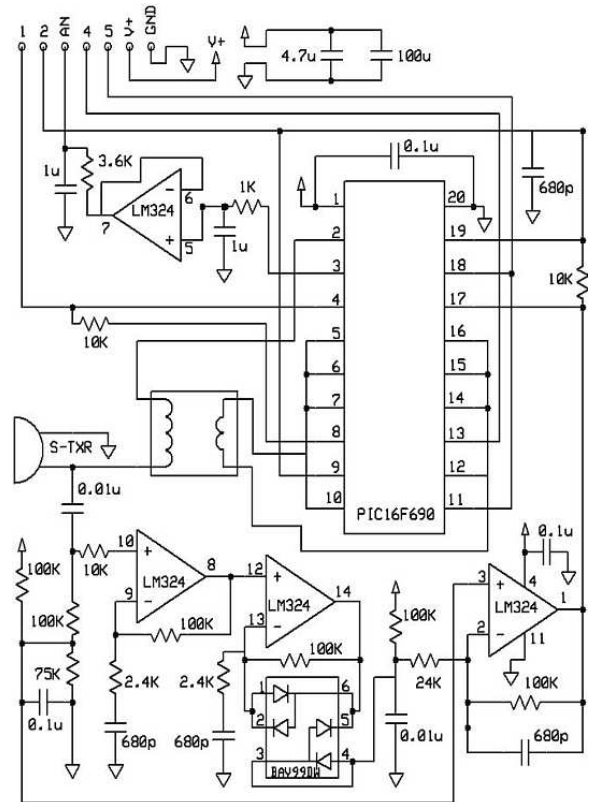 1 2 AN 4 5 V+ GND
V+
4.7u 100u
3.6K
1u
LM324
7
6
5
1K
1u
0.1u
680p
1 20
2 19
3 18
4 17
5 16
6 15
7 14
8 13
9 12
10 11
PIC16F690
10K
10K
S-TXR
0.01u
10K
10
9
8
LM324
100K
100K
75K
0.1u
100K
2.4K
680p
12
13
14
LM324
100K
2.4K
680p
1 6
2 5
3 4
BAV99DW
100K
24K
0.01u
3
2
4
1
11
LM324
0.1u
100K
680p